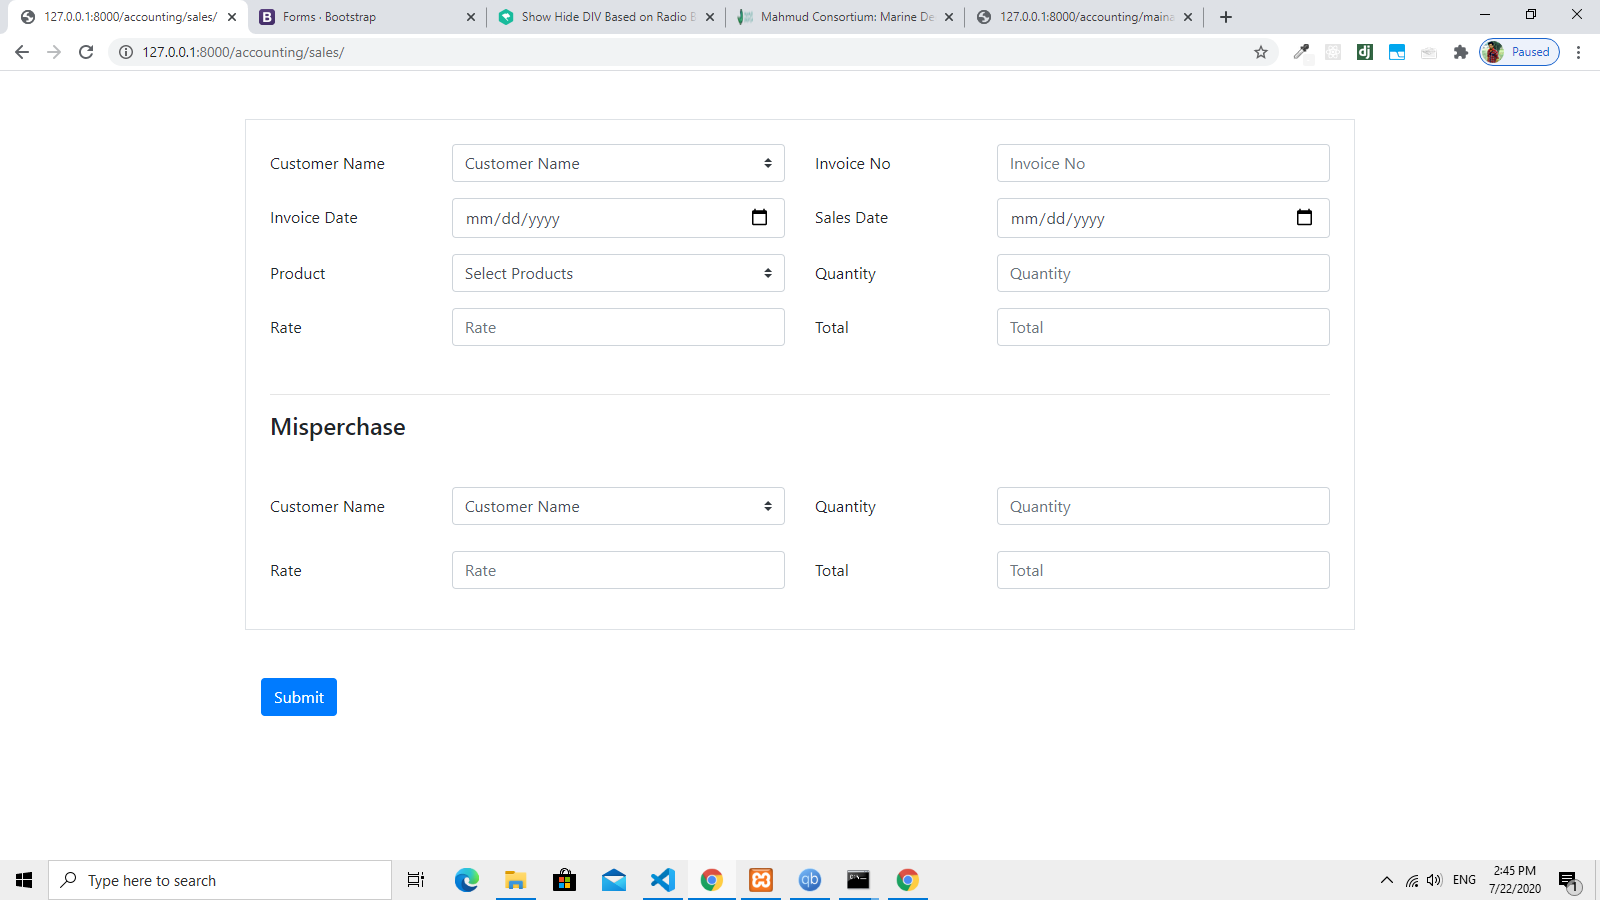 127.0.0.1:8000/accounting/sales/
Forms · Bootstrap
Show Hide DIV Based on Radio B
Mahmud Consortium: Marine De
127.0.0.1:8000/accounting/maina
127.0.0.1:8000/accounting/sales/
dj
Paused
Customer Name Customer Name Invoice No Invoice No
Invoice Date mm/dd/yyyy Sales Date mm/dd/yyyy
Product Select Products Quantity Quantity
Rate Rate Total Total
Misperchase
Customer Name Customer Name Quantity Quantity
Rate Rate Total Total
Submit
Type here to search
qb
ENG
2:45 PM
7/22/2020
1